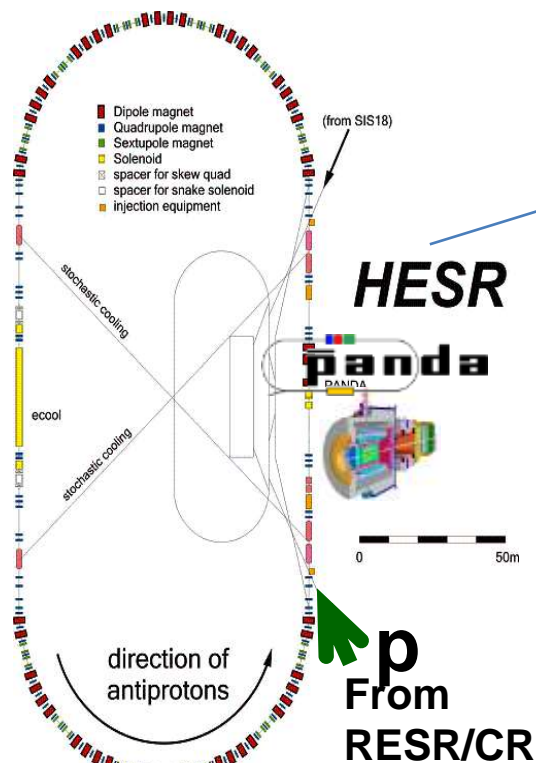 Dipole magnet
Quadrupole magnet
Sextupole magnet
Solenoid
spacer for skew quad
spacer for snake solenoid
injection equipment
(from SIS18)
stochastic cooling
HESR
p̄anda
PANDA
ecool
stochastic cooling
0 50m
direction of
antiprotons
p
From
RESR/CR